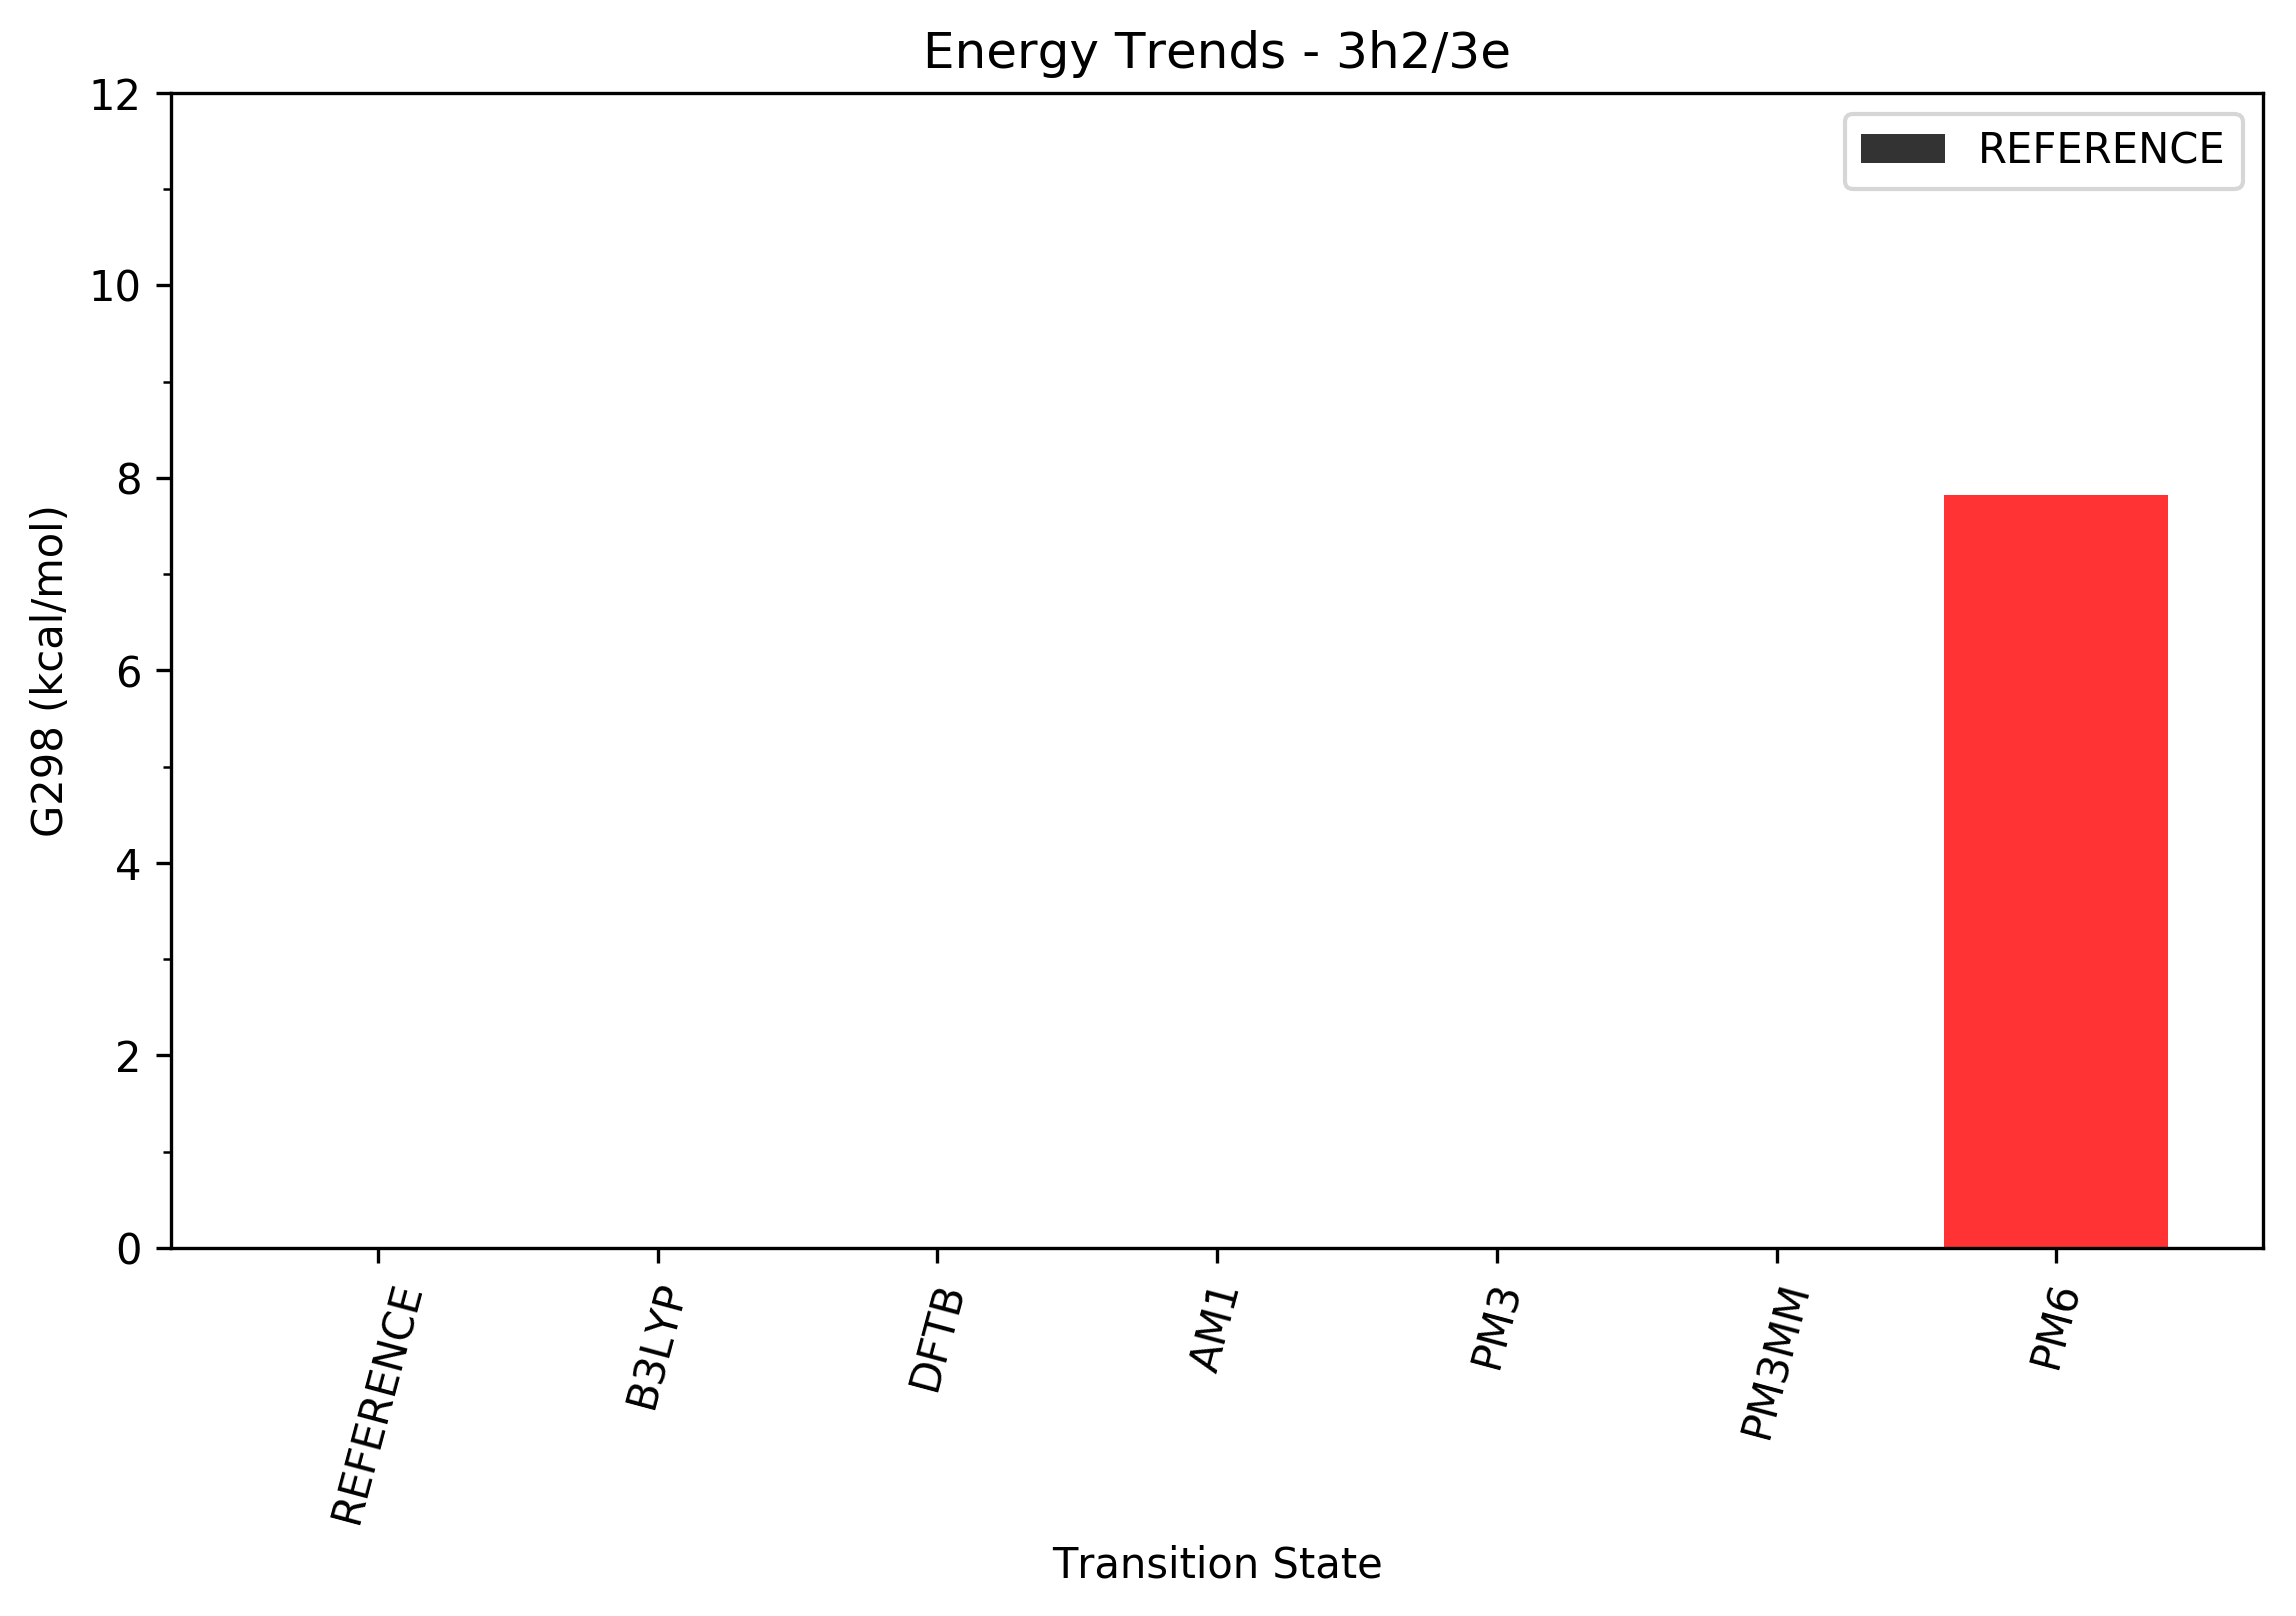 Energy Trends - 3h2/3e
REFERENCE
G298 (kcal/mol)
12
10
8
6
4
2
0
REFERENCE
B3LYP
DFTB
AM1
PM3
PM3MM
PM6
Transition State